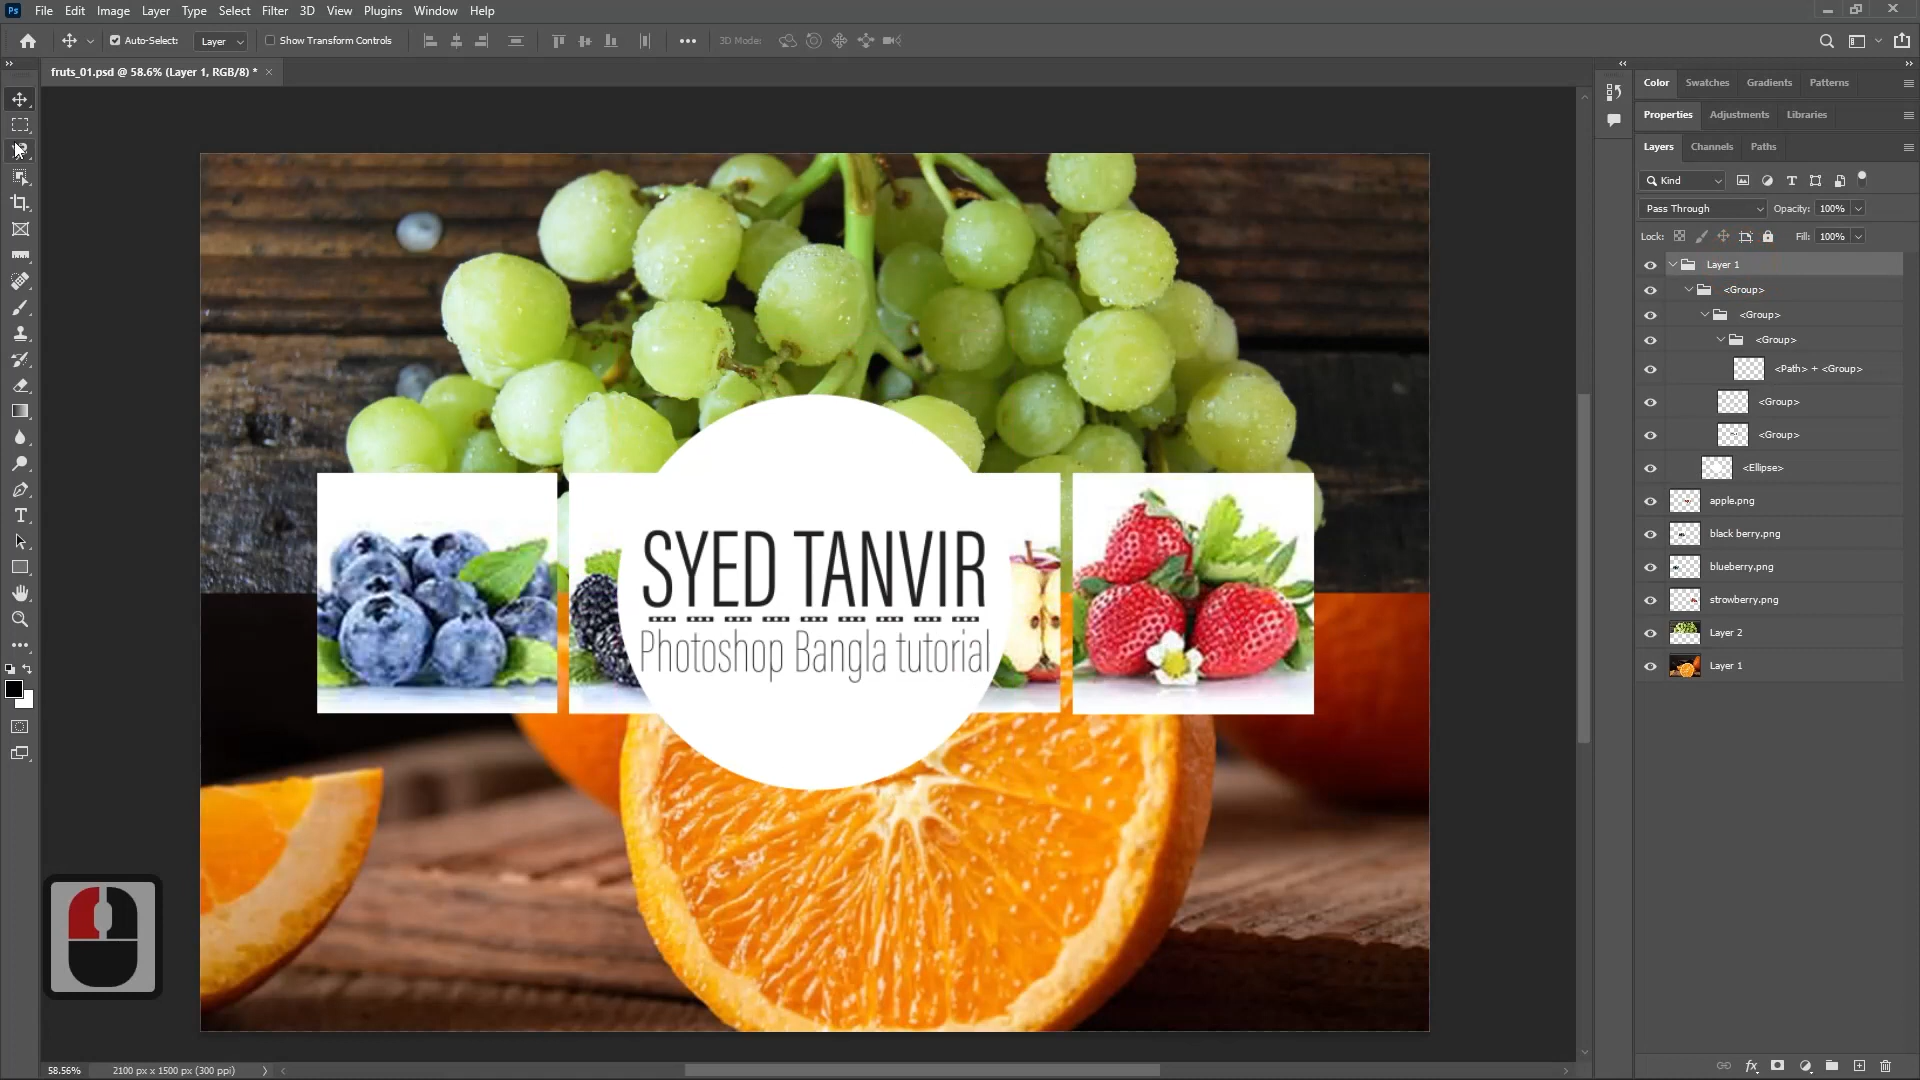 Ps File Edit Image Layer Type Select Filter 3D View Plugins Window Help
Auto-Select: Layer Show Transform Controls 3D Mode:
fruts_01.psd @ 58.6% (Layer 1, RGB/8) *
Color Swatches Gradients Patterns
Properties Adjustments Libraries
Layers Channels Paths
Kind
Pass Through Opacity: 100%
Lock: Fill: 100%
Layer 1
<Group>
<Group>
<Group>
<Path> + <Group>
<Group>
<Group>
<Ellipse>
apple.png
black berry.png
blueberry.png
strowberry.png
Layer 2
Layer 1
SYED TANVIR
Photoshop Bangla tutorial
58.56% 2100 px x 1500 px (300 ppi)